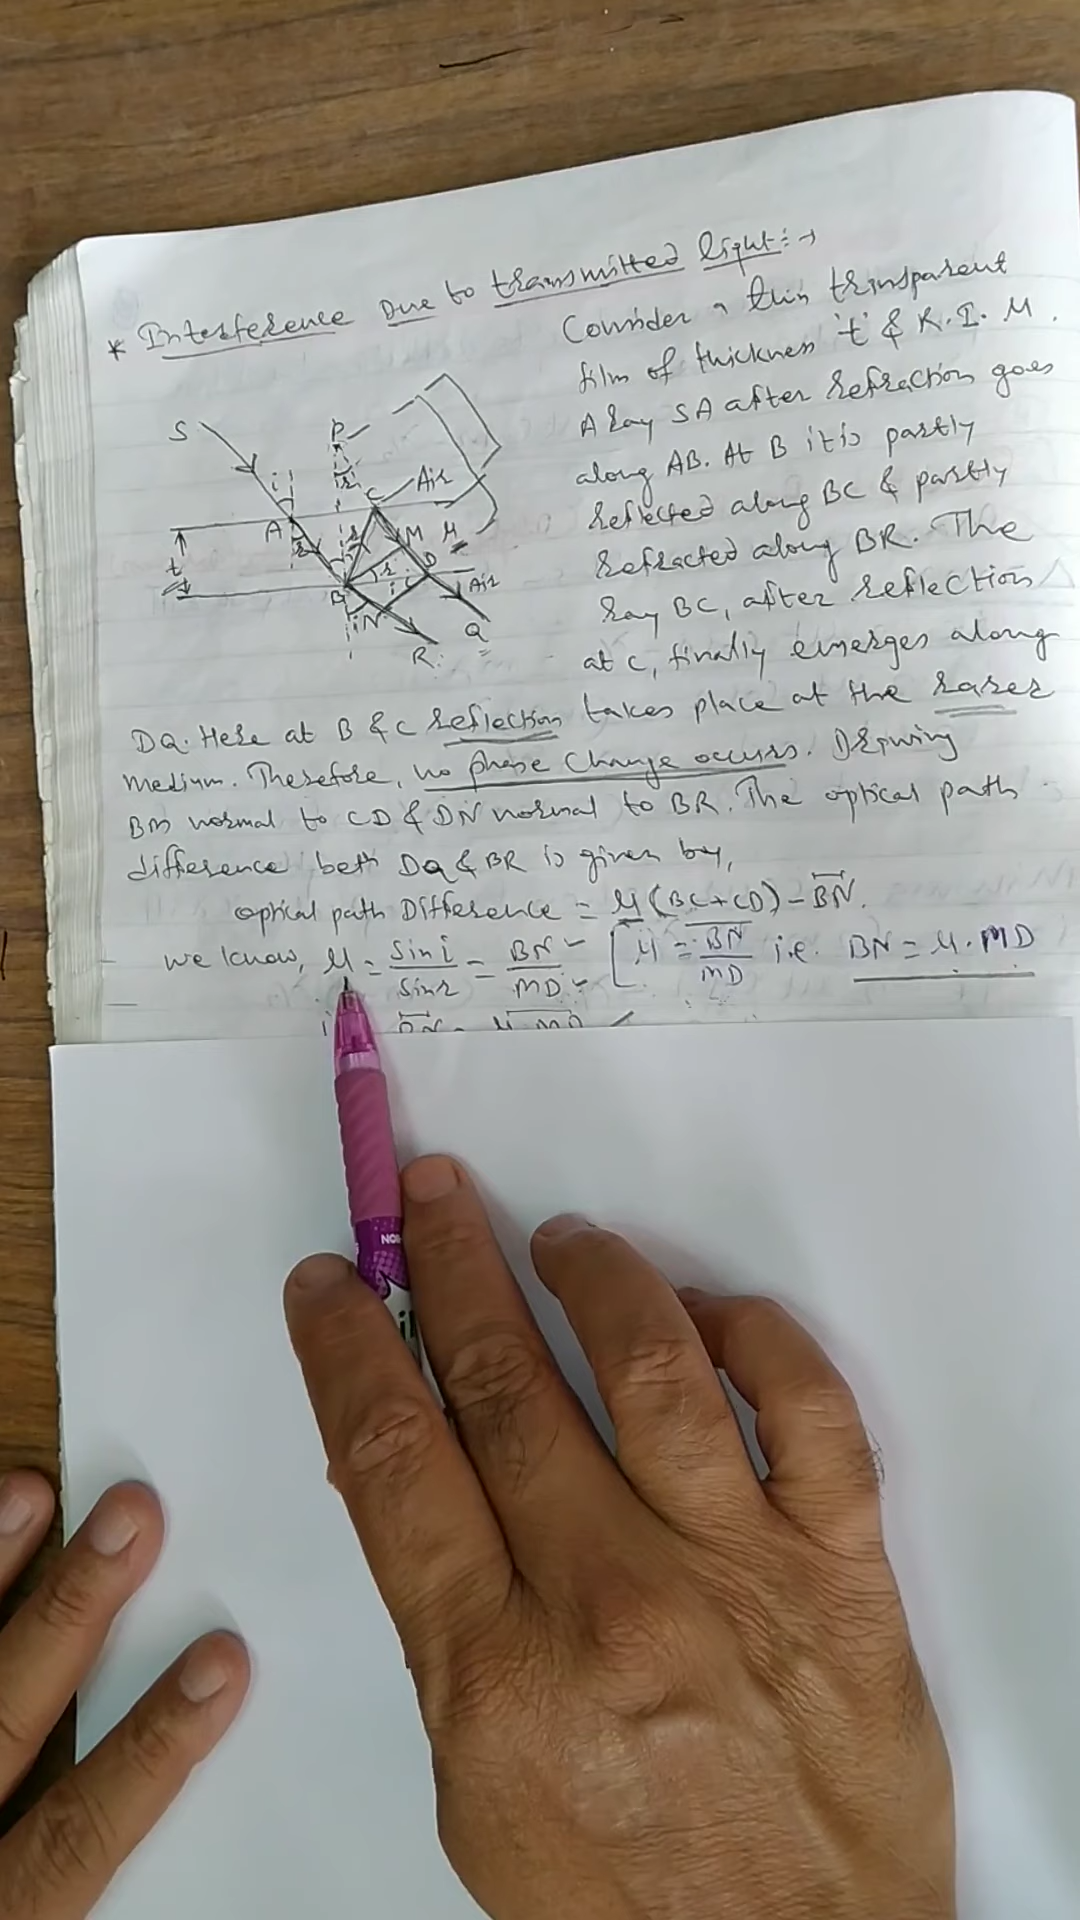 * Interference Due to transmitted light :→
Consider a thin transparent
film of thickness 't' & R.I. μ.
A ray SA after refraction goes
along AB. At B it is partly
reflected along BC & partly
refracted along BR. The
ray BC, after reflection
at C, finally emerges along
DQ. Here at B & C reflection takes place at the rarer
medium. Therefore, no phase change occurs. Drawing
BM normal to CD & DN normal to BR. The optical path
difference betn DQ & BR is given by,
optical path Difference = μ(BC+CD) - BN.
we know, μ = Sin i / Sin r = BN / MD [ μ = BN / MD i.e. BN = μ. MD
BN = μ MD
S
P
i
r
C
Air
A
r
r
M
μ
t
r
D
B
i
Air
i
N
Q
R
NOR